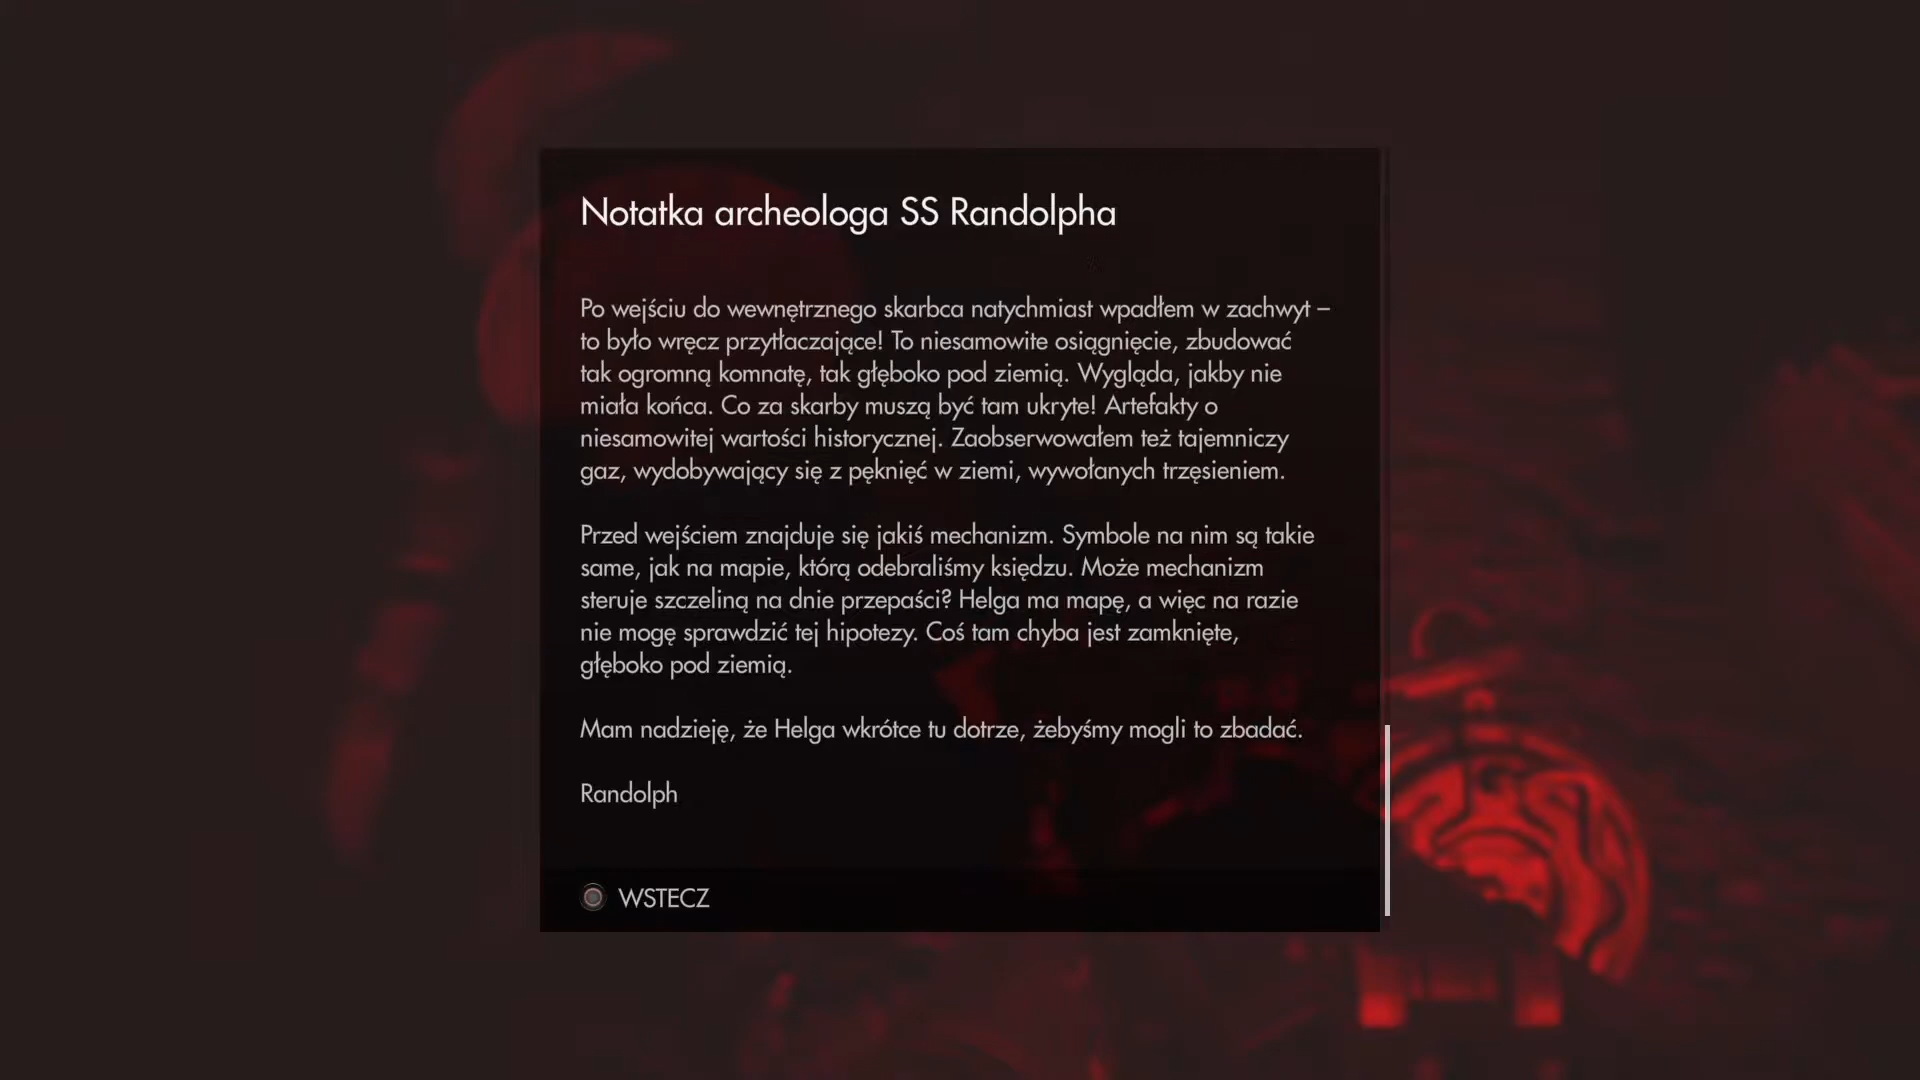 Notatka archeologa SS Randolpha
Po wejściu do wewnętrznego skarbca natychmiast wpadłem w zachwyt –
to było wręcz przytłaczające! To niesamowite osiągnięcie, zbudować
tak ogromną komnatę, tak głęboko pod ziemią. Wygląda, jakby nie
miała końca. Co za skarby muszą być tam ukryte! Artefakty o
niesamowitej wartości historycznej. Zaobserwowałem też tajemniczy
gaz, wydobywający się z pęknięć w ziemi, wywołanych trzęsieniem.
Przed wejściem znajduje się jakiś mechanizm. Symbole na nim są takie
same, jak na mapie, którą odebraliśmy księdzu. Może mechanizm
steruje szczeliną na dnie przepaści? Helga ma mapę, a więc na razie
nie mogę sprawdzić tej hipotezy. Coś tam chyba jest zamknięte,
głęboko pod ziemią.
Mam nadzieję, że Helga wkrótce tu dotrze, żebyśmy mogli to zbadać.
Randolph
WSTECZ